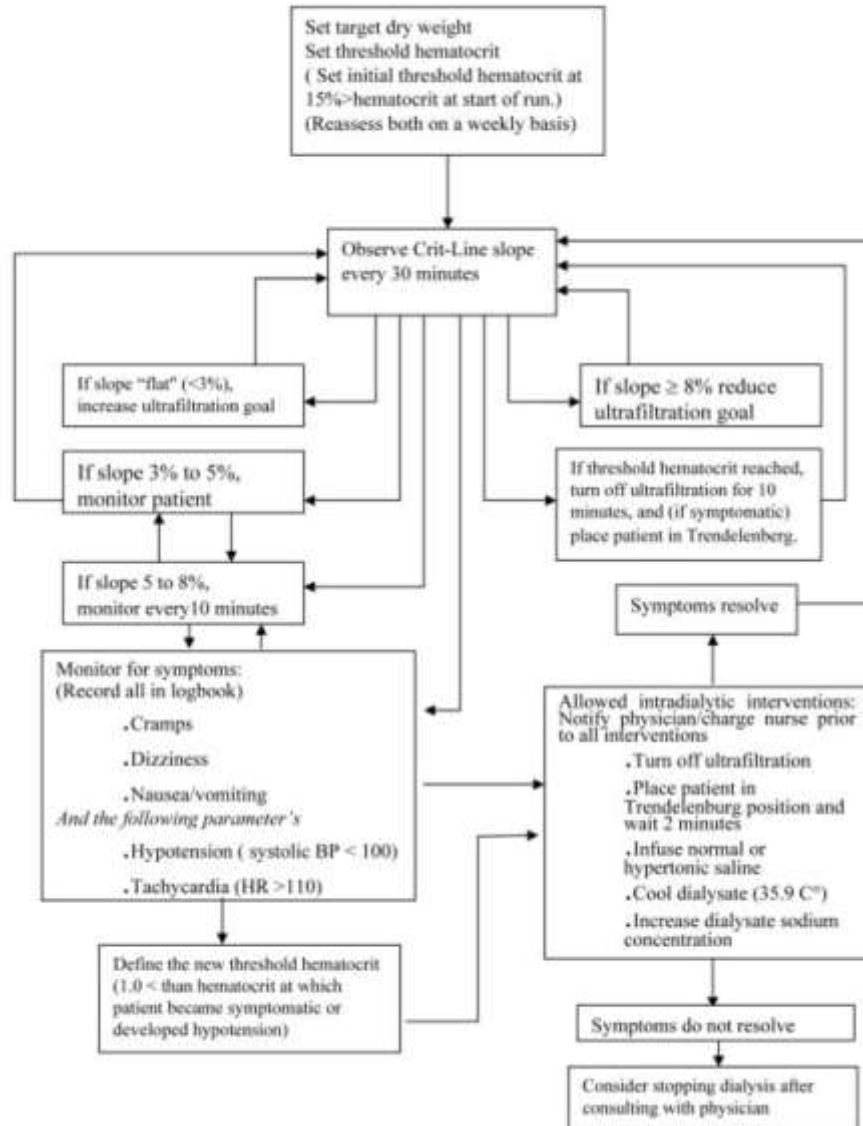 Set target dry weight
Set threshold hematocrit
( Set initial threshold hematocrit at
15%>hematocrit at start of run.)
(Reassess both on a weekly basis)
Observe Crit-Line slope
every 30 minutes
If slope “flat" (<3%),
increase ultrafiltration goal
If slope ≥ 8% reduce
ultrafiltration goal
If slope 3% to 5%,
monitor patient
If threshold hematocrit reached,
turn off ultrafiltration for 10
minutes, and (if symptomatic)
place patient in Trendelenberg.
If slope 5 to 8%,
monitor every10 minutes
Symptoms resolve
Monitor for symptoms:
(Record all in logbook)
.Cramps
.Dizziness
.Nausea/vomiting
And the following parameter’s
.Hypotension ( systolic BP < 100)
.Tachycardia (HR >110)
Allowed intradialytic interventions:
Notify physician/charge nurse prior
to all interventions
.Turn off ultrafiltration
.Place patient in
Trendelenburg position and
wait 2 minutes
.Infuse normal or
hypertonic saline
.Cool dialysate (35.9 C°)
.Increase dialysate sodium
concentration
Define the new threshold hematocrit
(1.0 < than hematocrit at which
patient became symptomatic or
developed hypotension)
Symptoms do not resolve
Consider stopping dialysis after
consulting with physician